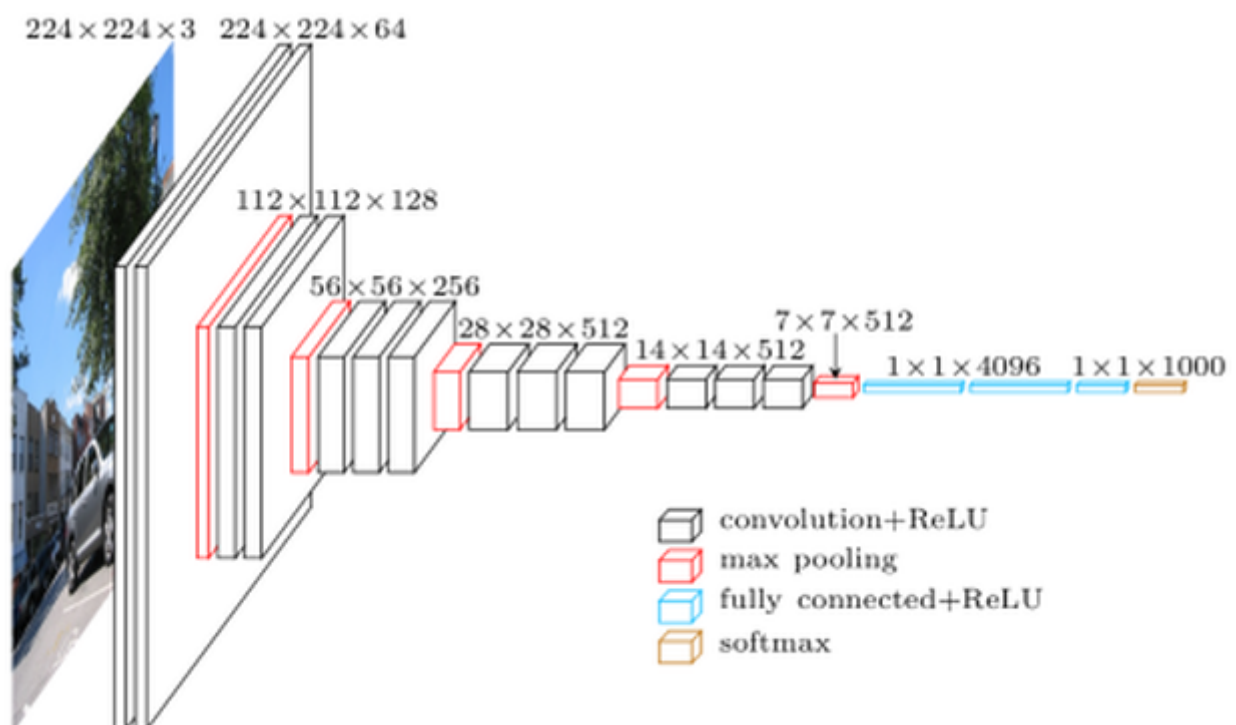 224×224×3
224×224×64
112×112×128
56×56×256
28×28×512
14×14×512
7×7×512
1×1×4096
1×1×1000
convolution+ReLU
max pooling
fully connected+ReLU
softmax